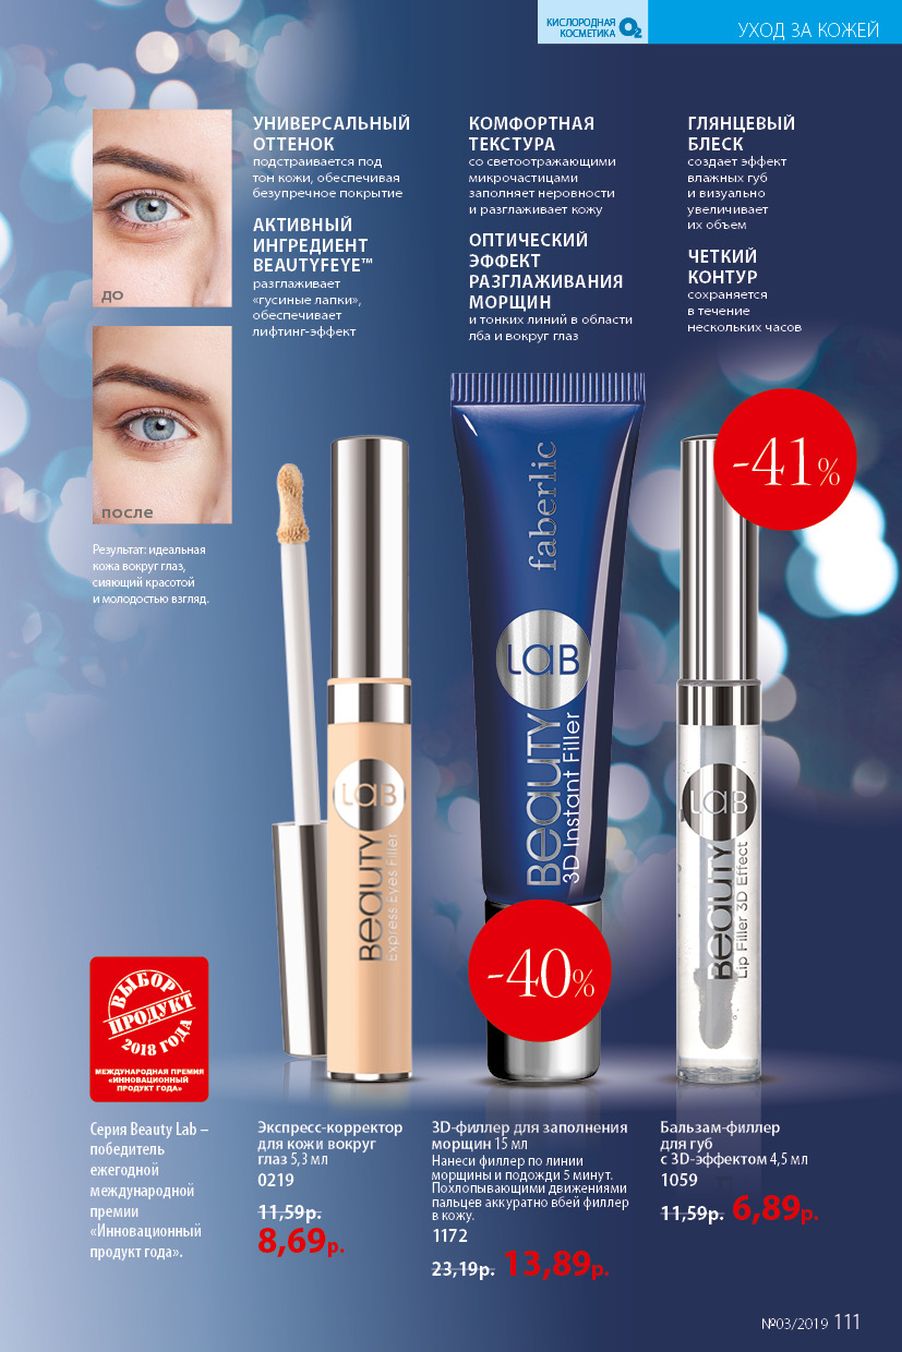 КИСЛОРОДНАЯ
КОСМЕТИКА O2
УХОД ЗА КОЖЕЙ
до
после
Результат: идеальная
кожа вокруг глаз,
сияющий красотой
и молодостью взгляд.
УНИВЕРСАЛЬНЫЙ
ОТТЕНОК
подстраивается под
тон кожи, обеспечивая
безупречное покрытие
АКТИВНЫЙ
ИНГРЕДИЕНТ
BEAUTYFEYE™
разглаживает
«гусиные лапки»,
обеспечивает
лифтинг-эффект
КОМФОРТНАЯ
ТЕКСТУРА
со светоотражающими
микрочастицами
заполняет неровности
и разглаживает кожу
ОПТИЧЕСКИЙ
ЭФФЕКТ
РАЗГЛАЖИВАНИЯ
МОРЩИН
и тонких линий в области
лба и вокруг глаз
ГЛЯНЦЕВЫЙ
БЛЕСК
создает эффект
влажных губ
и визуально
увеличивает
их объем
ЧЕТКИЙ
КОНТУР
сохраняется
в течение
нескольких часов
-41%
faberlic
LaB
BeauTY
3D Instant Filler
LaB
BeauTY
Express Eyes Filler
LaB
BeauTY
Lip Filler 3D Effect
-40%
ВЫБОР
ПРОДУКТ
2018 ГОДА
МЕЖДУНАРОДНАЯ ПРЕМИЯ
«ИННОВАЦИОННЫЙ
ПРОДУКТ ГОДА»
Серия Beauty Lab –
победитель
ежегодной
международной
премии
«Инновационный
продукт года».
Экспресс-корректор
для кожи вокруг
глаз 5,3 мл
0219
11,59р.
8,69р.
3D-филлер для заполнения
морщин 15 мл
Нанеси филлер по линии
морщины и подожди 5 минут.
Похлопывающими движениями
пальцев аккуратно вбей филлер
в кожу.
1172
23,19р. 13,89р.
Бальзам-филлер
для губ
с 3D-эффектом 4,5 мл
1059
11,59р. 6,89р.
№03/2019 111